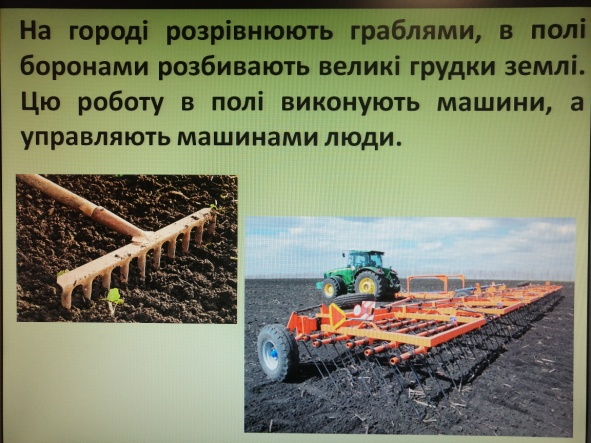 На городі розрівнюють граблями, в полі
боронами розбивають великі грудки землі.
Цю роботу в полі виконують машини, а
управляють машинами люди.